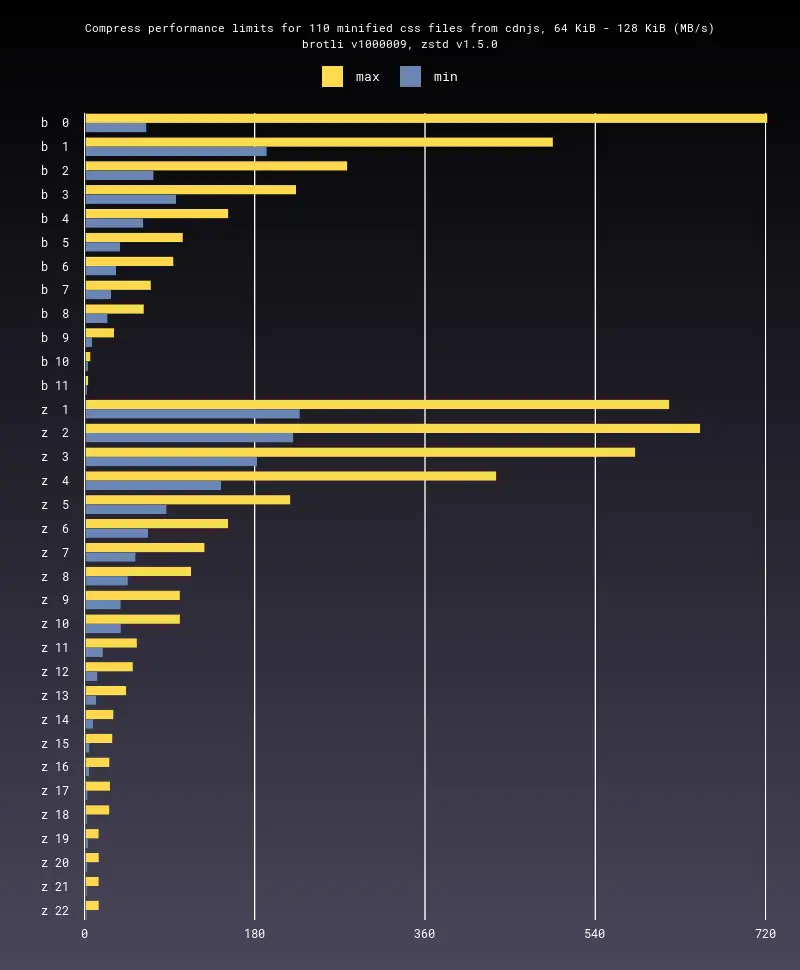 Compress performance limits for 110 minified css files from cdnjs, 64 KiB - 128 KiB (MB/s)
brotli v1000009, zstd v1.5.0
max min
b 0
b 1
b 2
b 3
b 4
b 5
b 6
b 7
b 8
b 9
b 10
b 11
z 1
z 2
z 3
z 4
z 5
z 6
z 7
z 8
z 9
z 10
z 11
z 12
z 13
z 14
z 15
z 16
z 17
z 18
z 19
z 20
z 21
z 22
0 180 360 540 720